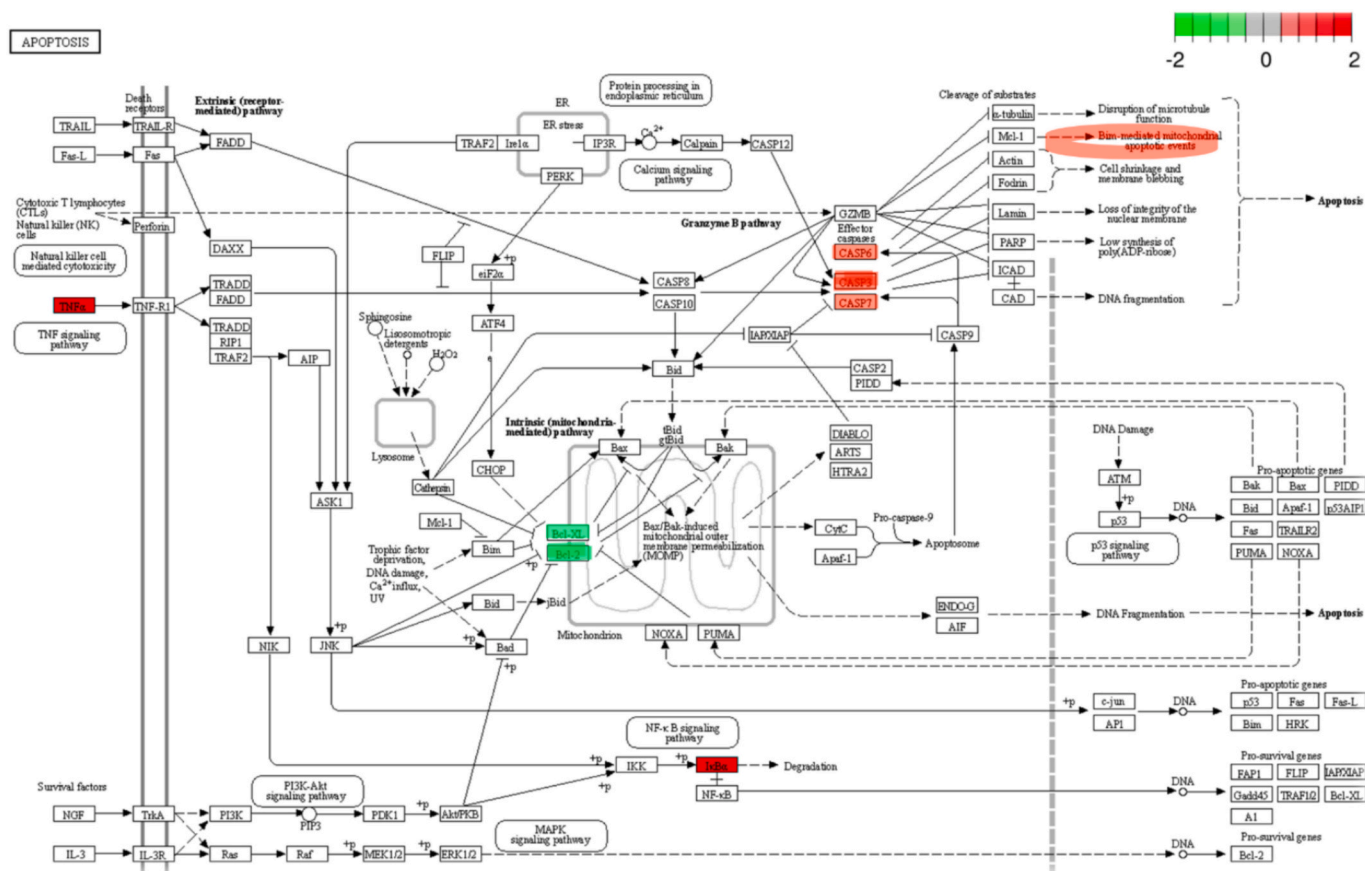 APOPTOSIS
-2
0
2
Death
receptors
Extrinsic (receptor-
mediated) pathway
TRAIL
TRAIL-R
Fas-L
Fas
FADD
Cytotoxic T lymphocytes
(CTLs)
Natural killer (NK)
cells
Perforin
Natural killer cell
mediated cytotoxicity
DAXX
TNFα
TNF-R1
TRADD
FADD
TNF signaling
pathway
TRADD
RIP1
TRAF2
AIP
ER
Protein processing in
endoplasmic reticulum
ER stress
TRAF2
Ire1α
IP3R
Ca2+
Calpain
CASP12
PERK
Calcium signaling
pathway
Granzyme B pathway
GZMB
Effector
caspases
CASP6
CASP3
CASP7
FLIP
+p
eiF2α
ATF4
CASP8
CASP10
IAP/XIAP
CASP9
Cleavage of substrates
α-tubulin
Disruption of microtubule
function
Mcl-1
Bim-mediated mitochondrial
apoptotic events
Actin
Fodrin
Cell shrinkage and
membrane blebbing
Lamin
Loss of integrity of the
nuclear membrane
PARP
Low synthesis of
poly(ADP-ribose)
ICAD
CAD
DNA fragmentation
Apoptosis
Sphingosine
Lisosomotropic
detergents
H2O2
Bid
CASP2
PIDD
Lysosome
Intrinsic (mitochondria-
mediated) pathway
tBid
gtBid
Bax
Bak
DIABLO
ARTS
HTRA2
CHOP
Cathepsin
ASK1
Mcl-1
Bim
Bcl-XL
Bcl-2
+p
Bax/Bak-induced
mitochondrial outer
membrane permeabilization
(MOMP)
Trophic factor
deprivation,
DNA damage,
Ca2+ influx,
UV
Bid
jBid
Mitochondrion
NOXA
PUMA
CytC
Apaf-1
Pro-caspase-9
Apoptosome
ENDO-G
AIF
DNA Fragmentation
Apoptosis
DNA Damage
ATM
+p
p53
DNA
p53 signaling
pathway
Pro-apoptotic genes
Bak
Bax
PIDD
Bid
Apaf-1
p53AIP1
Fas
TRAILR2
PUMA
NOXA
NIK
+p
JNK
+p
Bad
+p
+p
c-jun
AP1
DNA
Pro-apoptotic genes
p53
Fas
Fas-L
Bim
HRK
NF-κB signaling
pathway
+p
IKK
+p
+p
IκBα
Degradation
NF-κB
DNA
Pro-survival genes
FAP1
FLIP
IAP/XIAP
Gadd45
TRAF1/2
Bcl-XL
A1
Survival factors
NGF
TrkA
PI3K
PI3K-Akt
signaling pathway
PIP3
PDK1
+p
Akt/PKB
IL-3
IL-3R
Ras
Raf
+p
MEK1/2
+p
ERK1/2
MAPK
signaling pathway
DNA
Pro-survival genes
Bcl-2